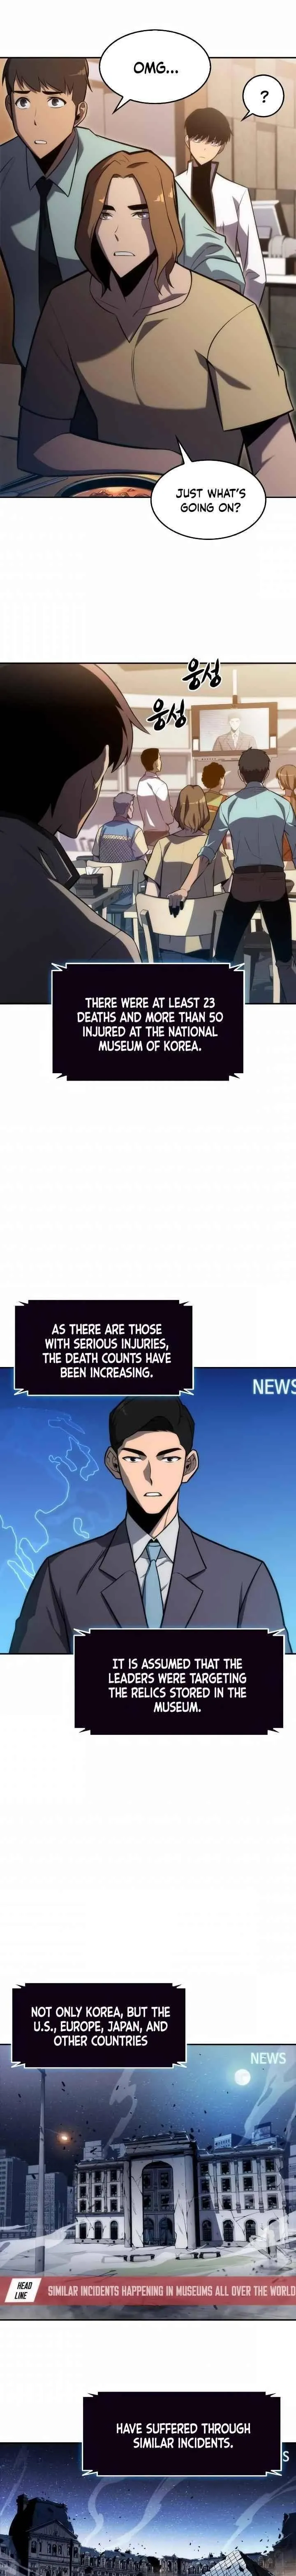 OMG...
?
JUST WHAT'S
GOING ON?
웅성
웅성
THERE WERE AT LEAST 23
DEATHS AND MORE THAN 50
INJURED AT THE NATIONAL
MUSEUM OF KOREA.
AS THERE ARE THOSE
WITH SERIOUS INJURIES,
THE DEATH COUNTS HAVE
BEEN INCREASING.
NEWS
IT IS ASSUMED THAT THE
LEADERS WERE TARGETING
THE RELICS STORED IN THE
MUSEUM.
NOT ONLY KOREA, BUT THE
U.S., EUROPE, JAPAN, AND
OTHER COUNTRIES
NEWS
HEAD
LINE
SIMILAR INCIDENTS HAPPENING IN MUSEUMS ALL OVER THE WORLD
HAVE SUFFERED THROUGH
SIMILAR INCIDENTS.
S